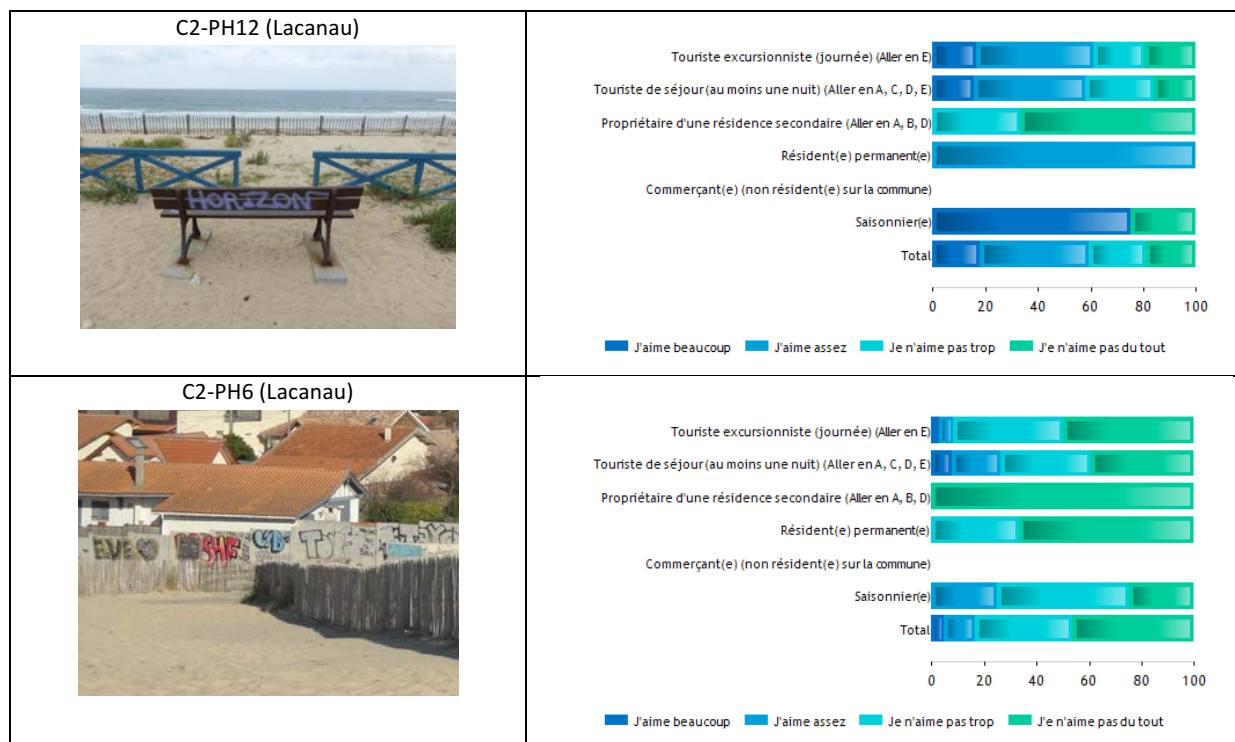 C2-PH12 (Lacanau)
HORIZON
Touriste excursionniste (journée) (Aller en E)
Touriste de séjour (au moins une nuit) (Aller en A, C, D, E)
Propriétaire d'une résidence secondaire (Aller en A, B, D)
Résident(e) permanent(e)
Commerçant(e) (non résident(e) sur la commune)
Saisonnier(e)
Total
0 20 40 60 80 100
J'aime beaucoup J'aime assez Je n'aime pas trop J'e n'aime pas du tout
C2-PH6 (Lacanau)
Touriste excursionniste (journée) (Aller en E)
Touriste de séjour (au moins une nuit) (Aller en A, C, D, E)
Propriétaire d'une résidence secondaire (Aller en A, B, D)
Résident(e) permanent(e)
Commerçant(e) (non résident(e) sur la commune)
Saisonnier(e)
Total
0 20 40 60 80 100
J'aime beaucoup J'aime assez Je n'aime pas trop J'e n'aime pas du tout